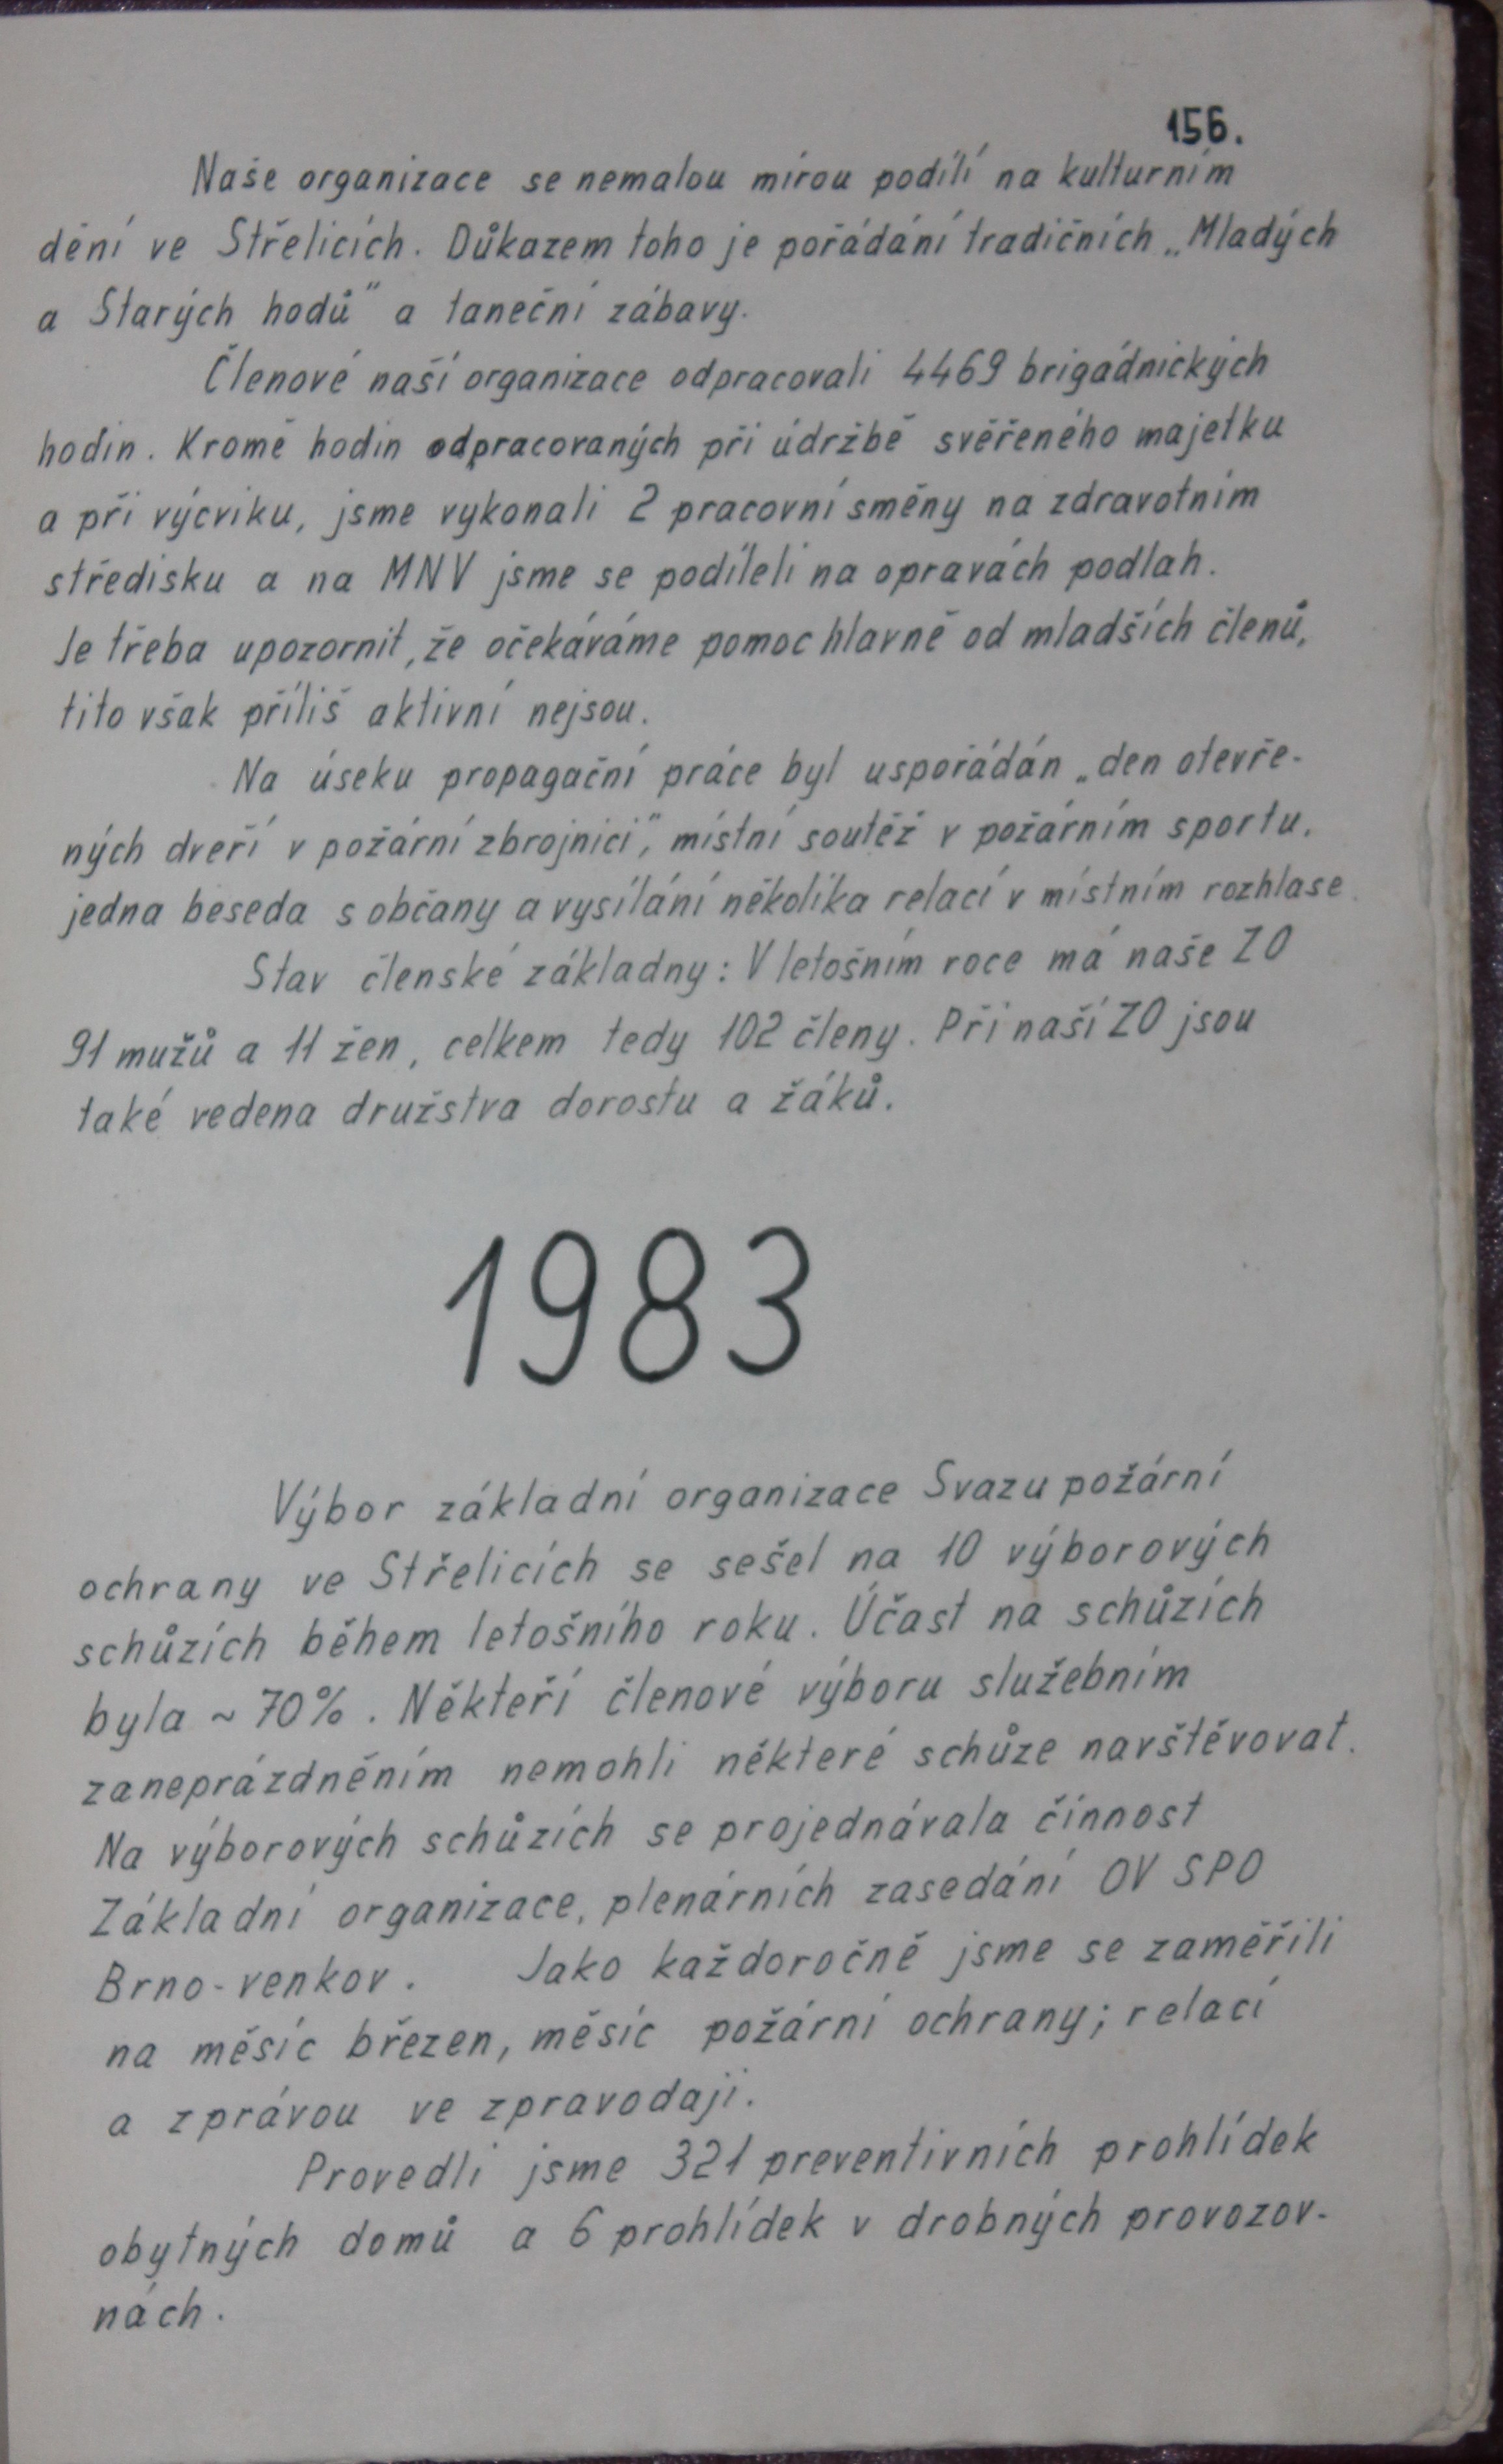 156.
Naše organizace se nemalou mírou podílí na kulturním
dění ve Střelicích. Důkazem toho je pořádání tradičních „Mladých
a Starých hodů" a taneční zábavy.
Členové naší organizace odpracovali 4469 brigádnických
hodin. Kromě hodin odpracovaných při údržbě svěřeného majetku
a při výcviku, jsme vykonali 2 pracovní směny na zdravotním
středisku a na MNV jsme se podíleli na opravách podlah.
Je třeba upozornit, že očekáváme pomoc hlavně od mladších členů,
tito však příliš aktivní nejsou.
Na úseku propagační práce byl uspořádán „den otevře-
ných dveří v požární zbrojnici", místní soutěž v požárním sportu,
jedna beseda s občany a vysílání několika relací v místním rozhlase.
Stav členské základny: V letošním roce má naše ZO
91 mužů a 11 žen, celkem tedy 102 členy. Při naší ZO jsou
také vedena družstva dorostu a žáků.
1983
Výbor základní organizace Svazu požární
ochrany ve Střelicích se sešel na 10 výborových
schůzích během letošního roku. Účast na schůzích
byla ~ 70%. Někteří členové výboru služebním
zaneprázdněním nemohli některé schůze navštěvovat.
Na výborových schůzích se projednávala činnost
Základní organizace, plenárních zasedání OV SPO
Brno-venkov. Jako každoročně jsme se zaměřili
na měsíc březen, měsíc požární ochrany; relací
a zprávou ve zpravodaji.
Provedli jsme 321 preventivních prohlídek
obytných domů a 6 prohlídek v drobných provozov-
nách.